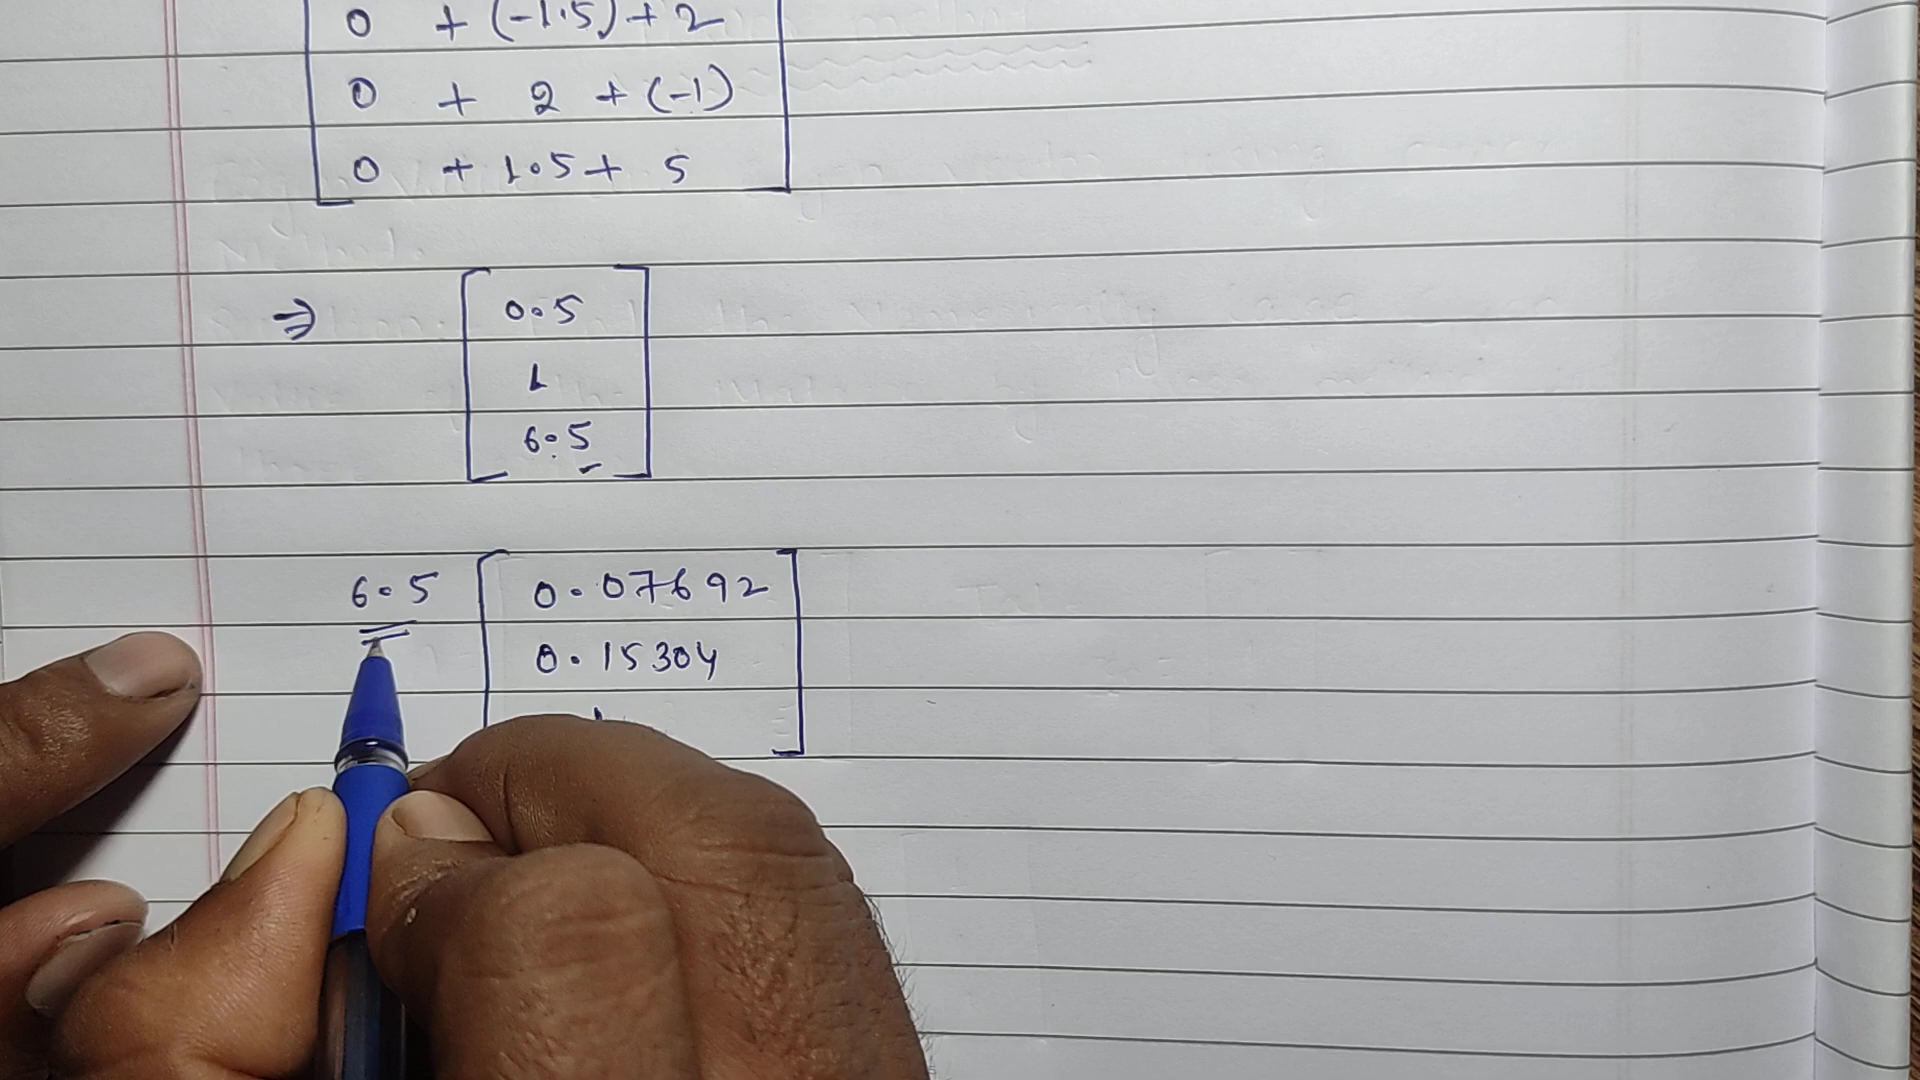 0 + (-1.5) + 2
0 + 2 + (-1)
0 + 1.5 + 5
⇒ 0.5
1
6.5
6.5 0.07692
0.15304